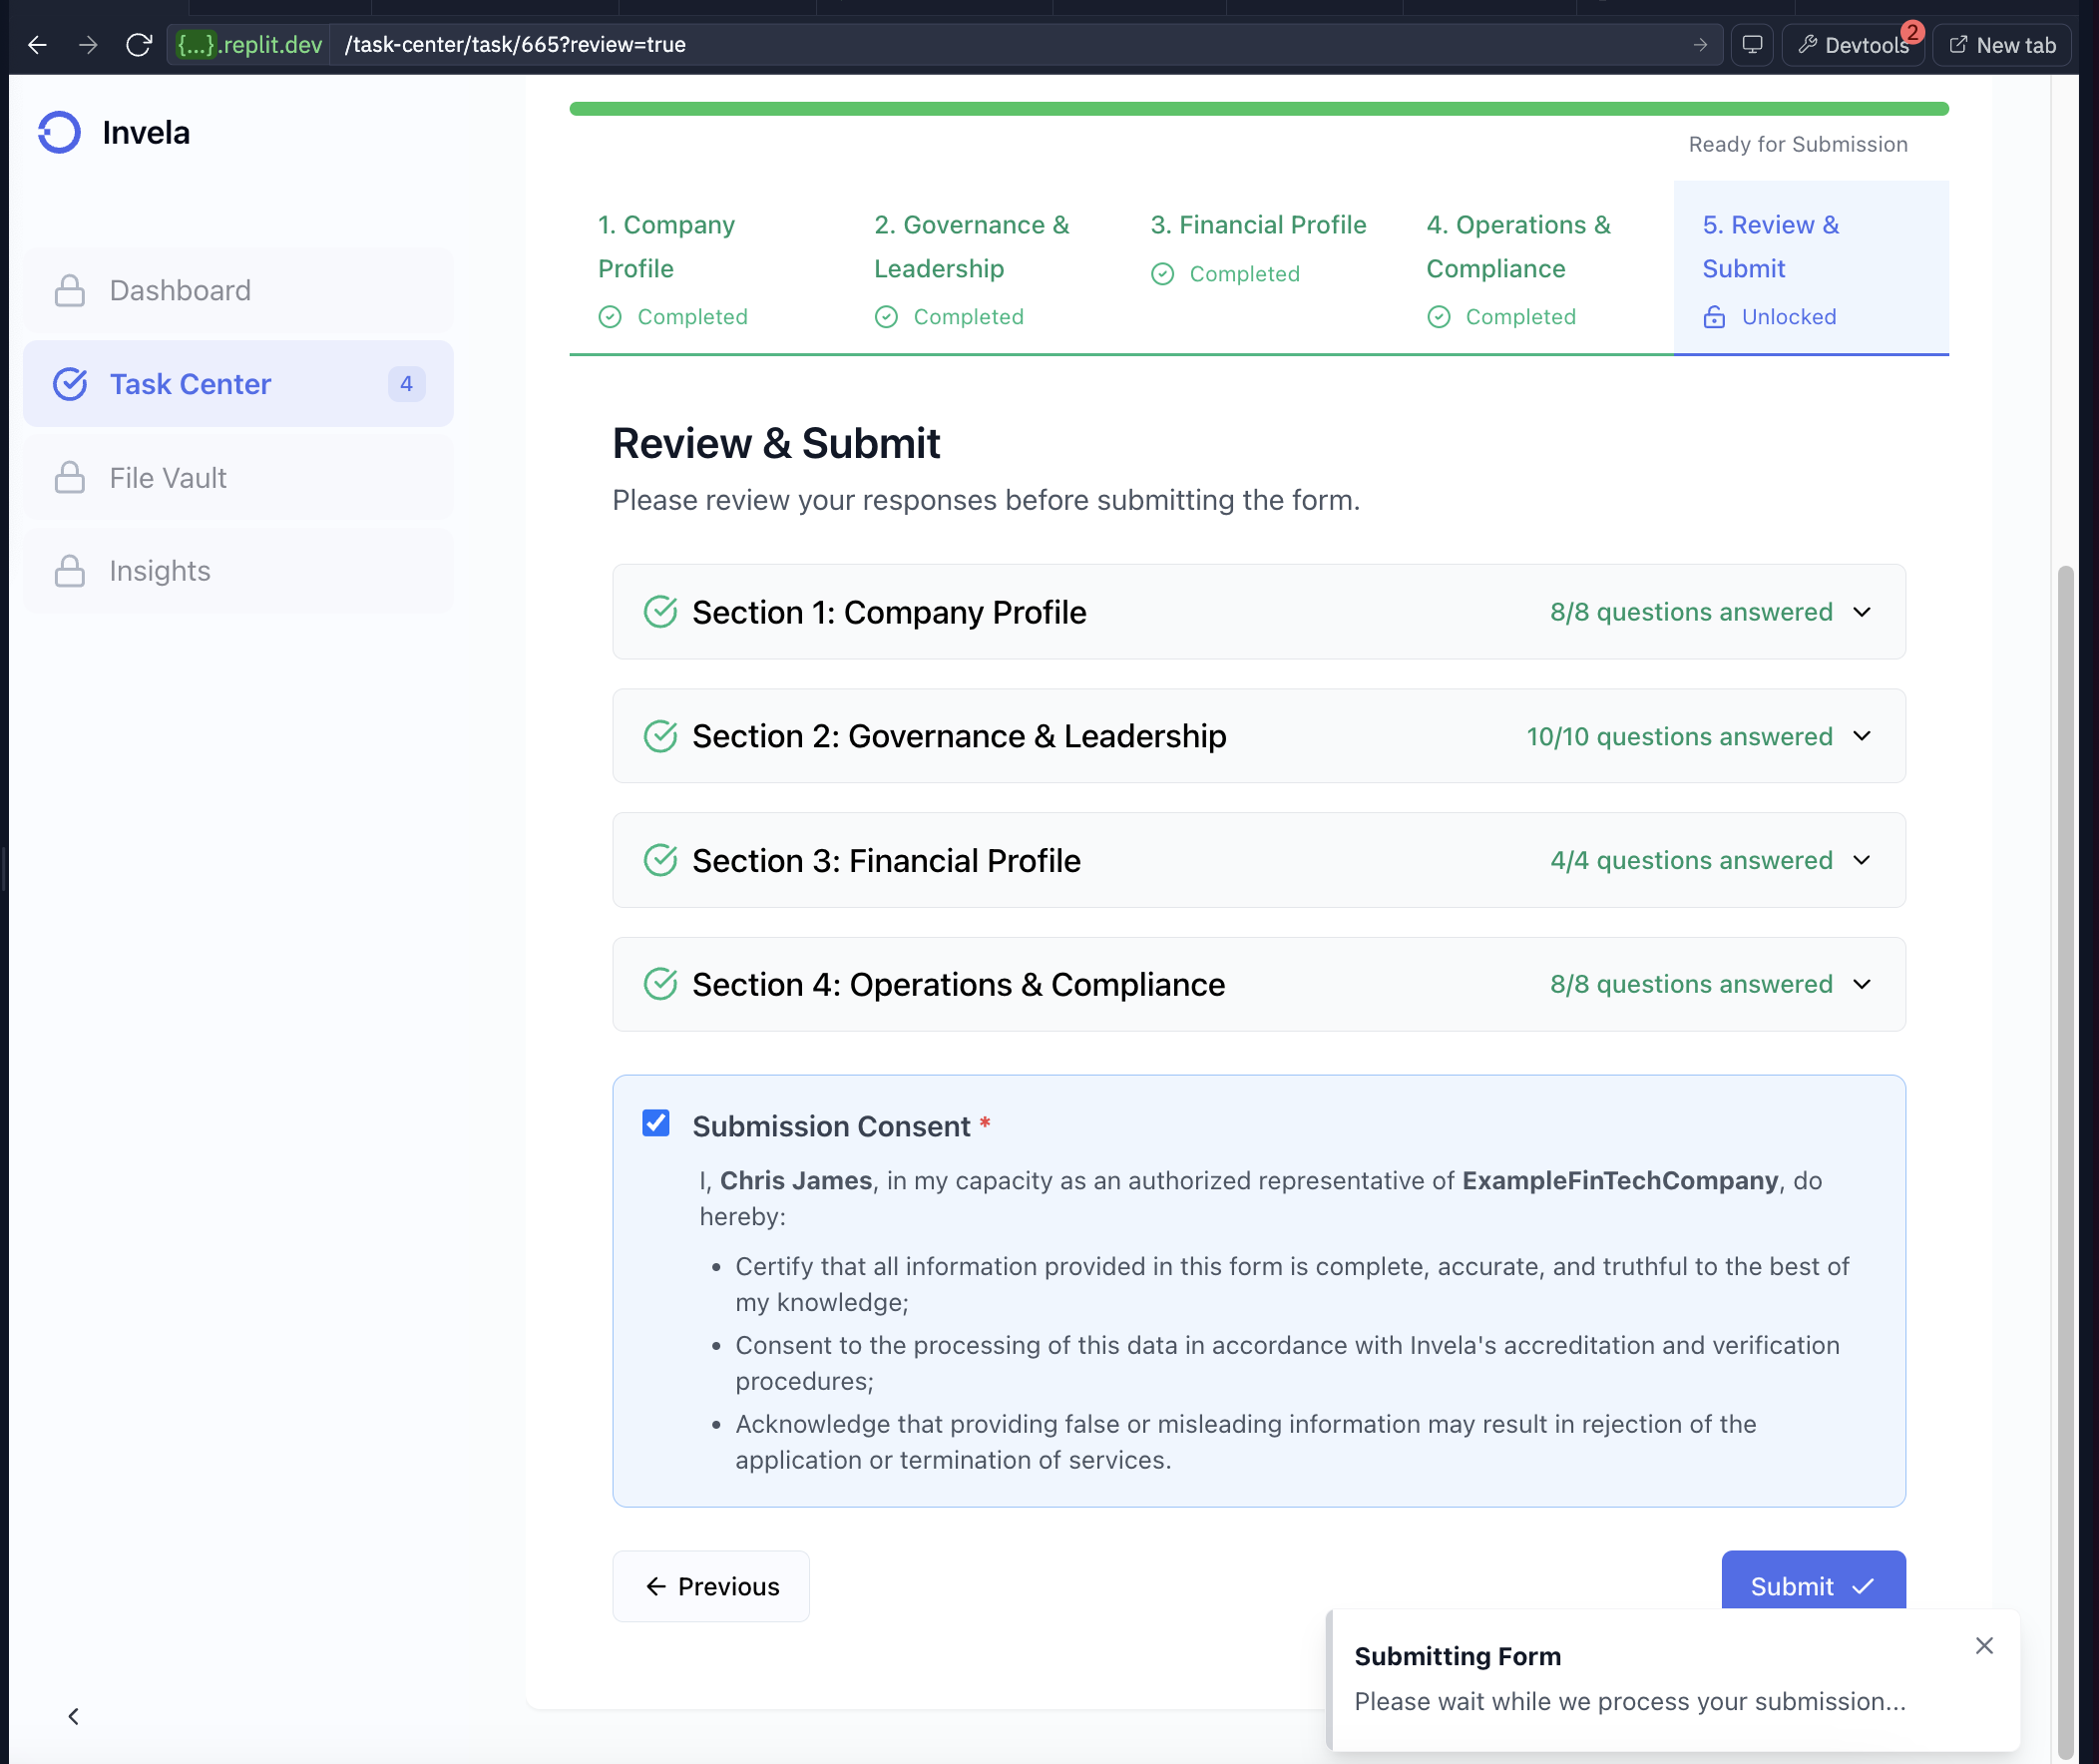 {...}.replit.dev /task-center/task/665?review=true
Devtools 2
New tab
Invela
Dashboard
Task Center 4
File Vault
Insights
Ready for Submission
1. Company
Profile
Completed
2. Governance &
Leadership
Completed
3. Financial Profile
Completed
4. Operations &
Compliance
Completed
5. Review &
Submit
Unlocked
Review & Submit
Please review your responses before submitting the form.
Section 1: Company Profile 8/8 questions answered
Section 2: Governance & Leadership 10/10 questions answered
Section 3: Financial Profile 4/4 questions answered
Section 4: Operations & Compliance 8/8 questions answered
Submission Consent *
I, Chris James, in my capacity as an authorized representative of ExampleFinTechCompany, do
hereby:
• Certify that all information provided in this form is complete, accurate, and truthful to the best of
my knowledge;
• Consent to the processing of this data in accordance with Invela's accreditation and verification
procedures;
• Acknowledge that providing false or misleading information may result in rejection of the
application or termination of services.
Previous
Submit
Submitting Form
Please wait while we process your submission...